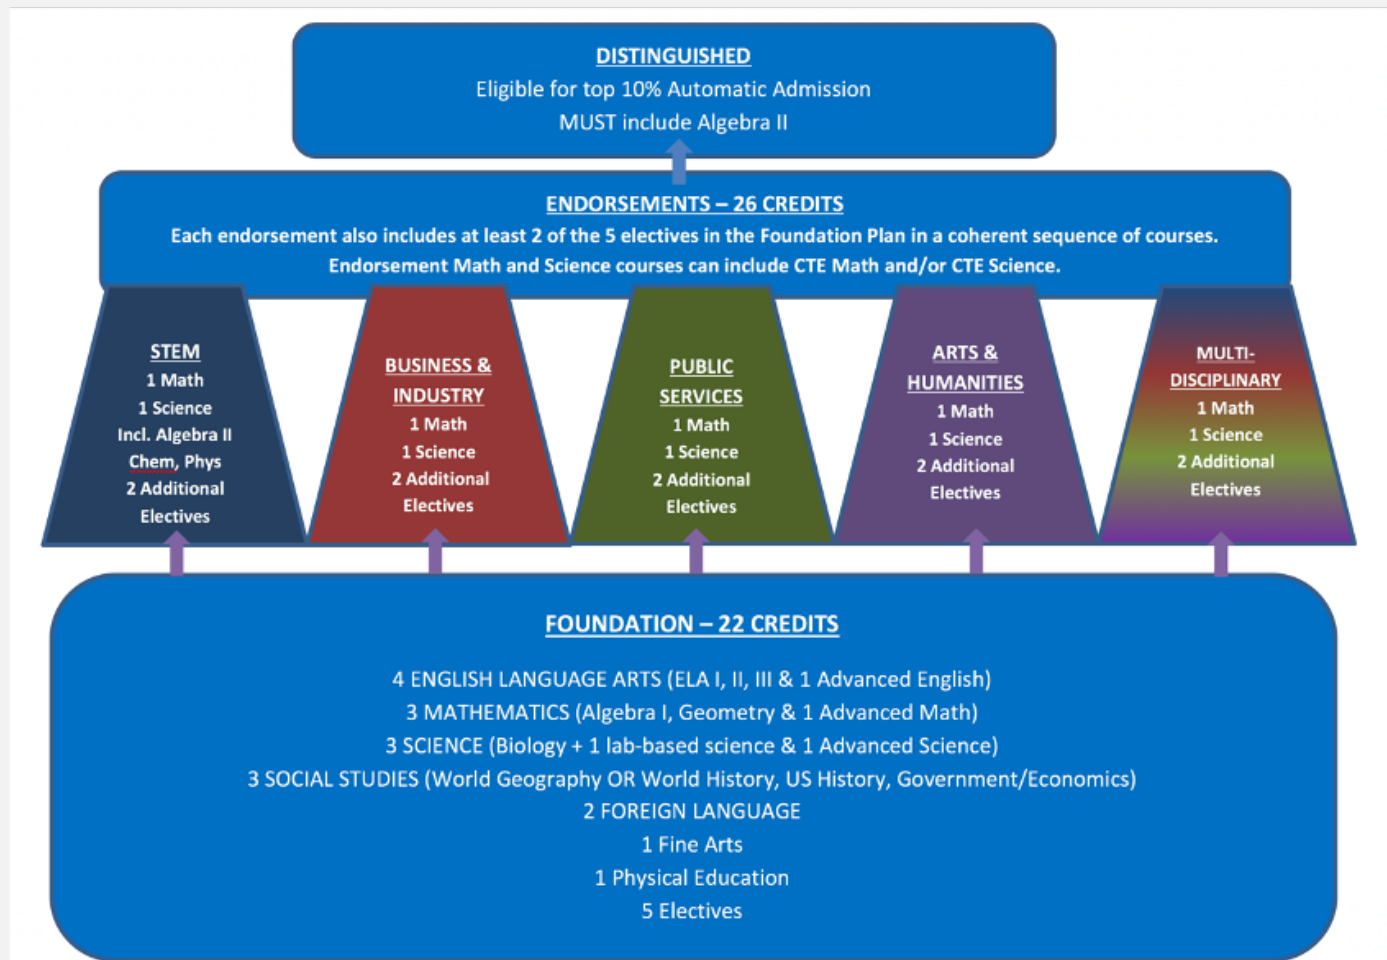 DISTINGUISHED
Eligible for top 10% Automatic Admission
MUST include Algebra II
ENDORSEMENTS – 26 CREDITS
Each endorsement also includes at least 2 of the 5 electives in the Foundation Plan in a coherent sequence of courses.
Endorsement Math and Science courses can include CTE Math and/or CTE Science.
STEM
1 Math
1 Science
Incl. Algebra II
Chem, Phys
2 Additional
Electives
BUSINESS &
INDUSTRY
1 Math
1 Science
2 Additional
Electives
PUBLIC
SERVICES
1 Math
1 Science
2 Additional
Electives
ARTS &
HUMANITIES
1 Math
1 Science
2 Additional
Electives
MULTI-
DISCIPLINARY
1 Math
1 Science
2 Additional
Electives
FOUNDATION – 22 CREDITS
4 ENGLISH LANGUAGE ARTS (ELA I, II, III & 1 Advanced English)
3 MATHEMATICS (Algebra I, Geometry & 1 Advanced Math)
3 SCIENCE (Biology + 1 lab-based science & 1 Advanced Science)
3 SOCIAL STUDIES (World Geography OR World History, US History, Government/Economics)
2 FOREIGN LANGUAGE
1 Fine Arts
1 Physical Education
5 Electives